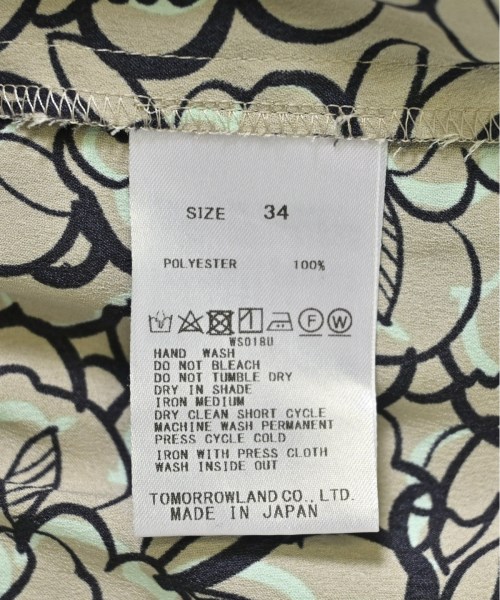 SIZE 34
POLYESTER 100%
F W
WS018U
HAND WASH
DO NOT BLEACH
DO NOT TUMBLE DRY
DRY IN SHADE
IRON MEDIUM
DRY CLEAN SHORT CYCLE
MACHINE WASH PERMANENT
PRESS CYCLE COLD
IRON WITH PRESS CLOTH
WASH INSIDE OUT
TOMORROWLAND CO., LTD.
MADE IN JAPAN